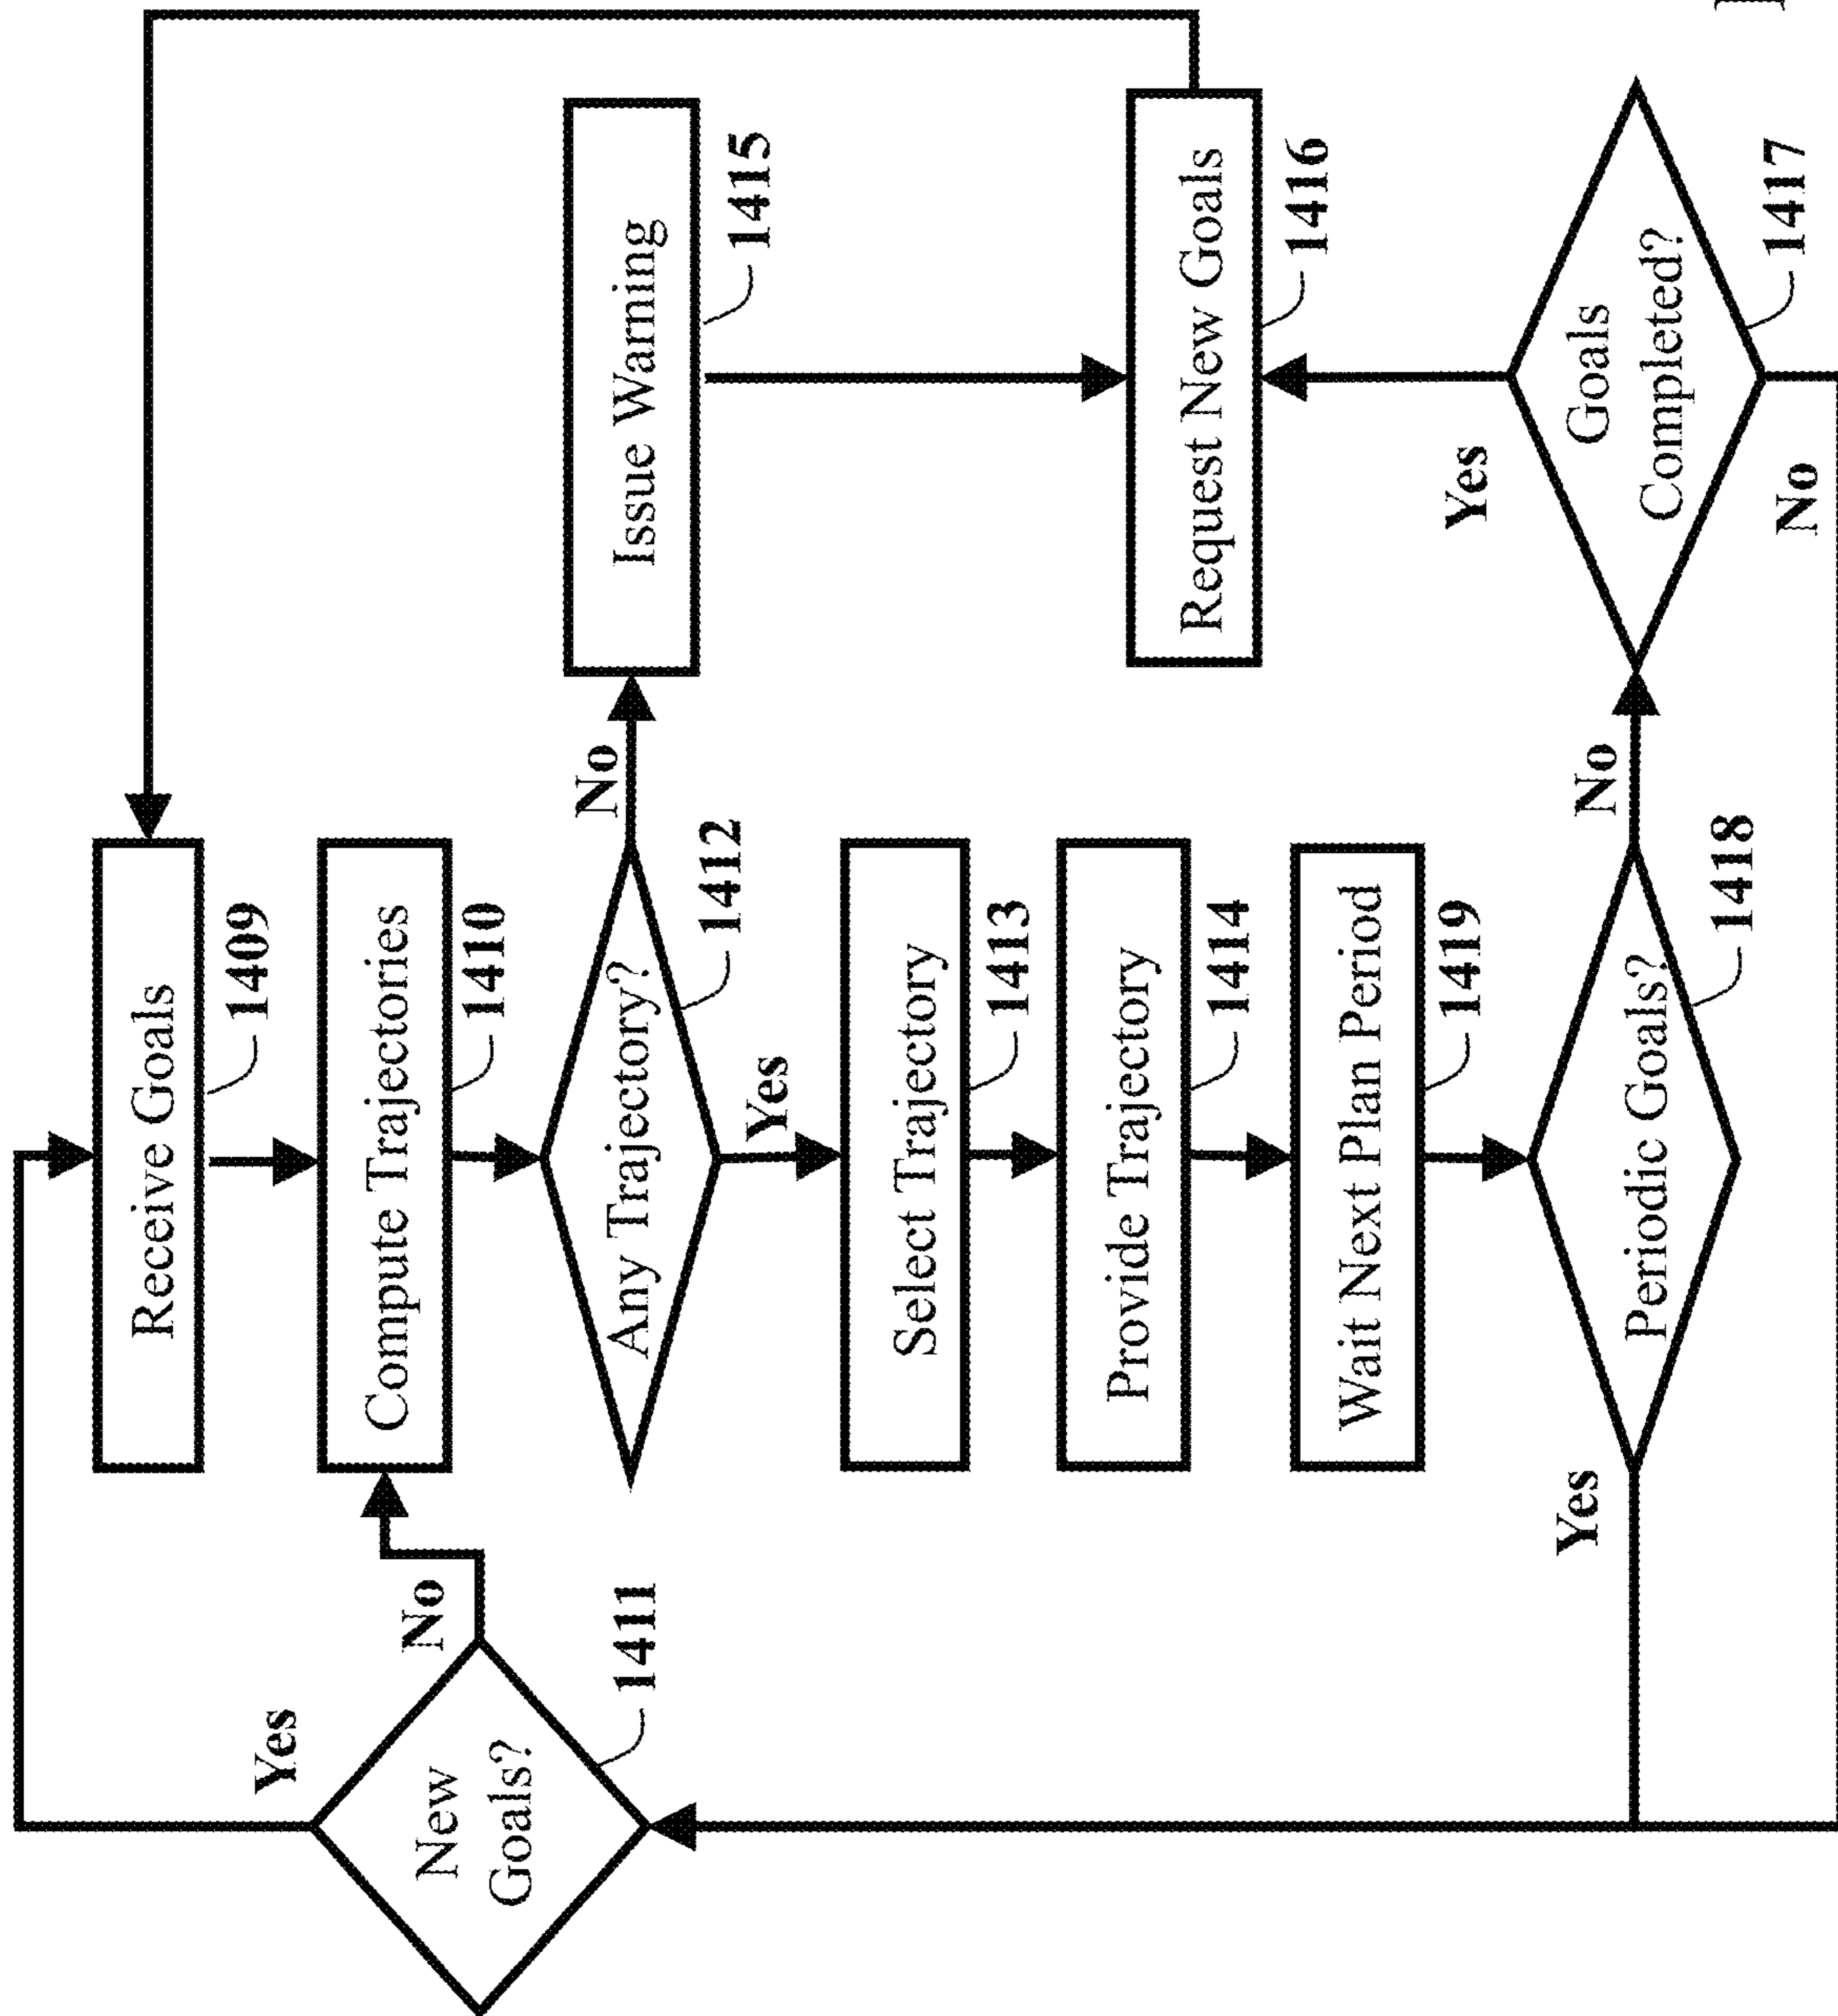 Receive Goals
1409
Yes
Compute Trajectories
1410
No
New
Goals?
1411
Any Trajectory?
1412
No
Issue Warning
1415
Yes
Select Trajectory
1413
Provide Trajectory
1414
Request New Goals
1416
Wait Next Plan Period
1419
Yes
Periodic Goals?
1418
No
Yes
Goals
Completed?
1417
No